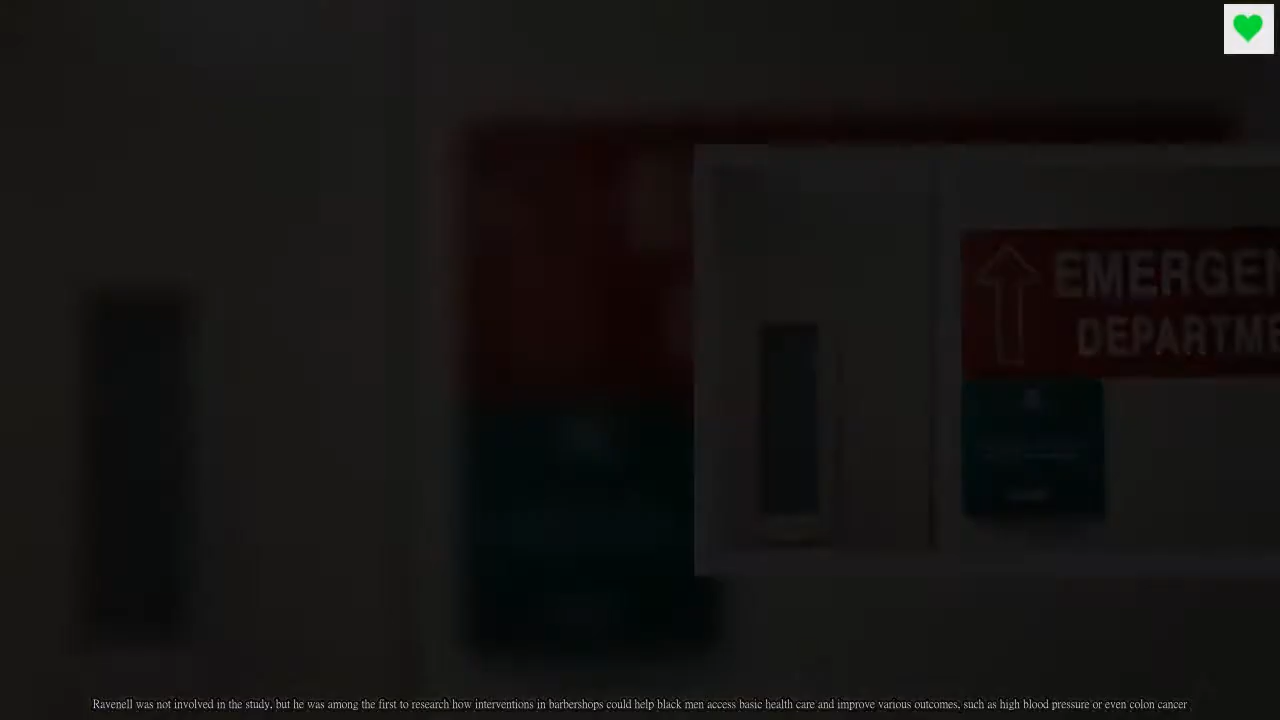 EMERGEN
DEPARTME
Ravenell was not involved in the study, but he was among the first to research how interventions in barbershops could help black men access basic health care and improve various outcomes, such as high blood pressure or even colon cancer